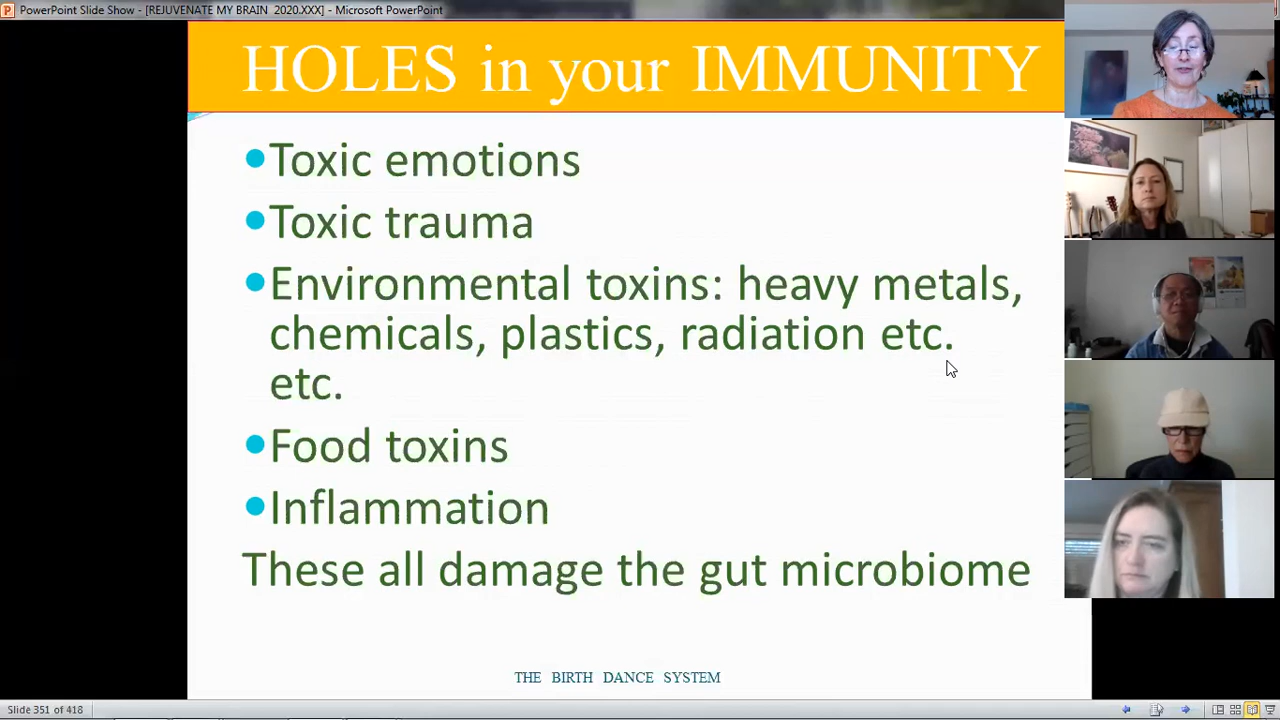 PowerPoint Slide Show - [REJUVENATE MY BRAIN 2020.XXX] - Microsoft PowerPoint
HOLES in your IMMUNITY
Toxic emotions
Toxic trauma
Environmental toxins: heavy metals,
chemicals, plastics, radiation etc.
etc.
Food toxins
Inflammation
These all damage the gut microbiome
THE BIRTH DANCE SYSTEM
Slide 351 of 418